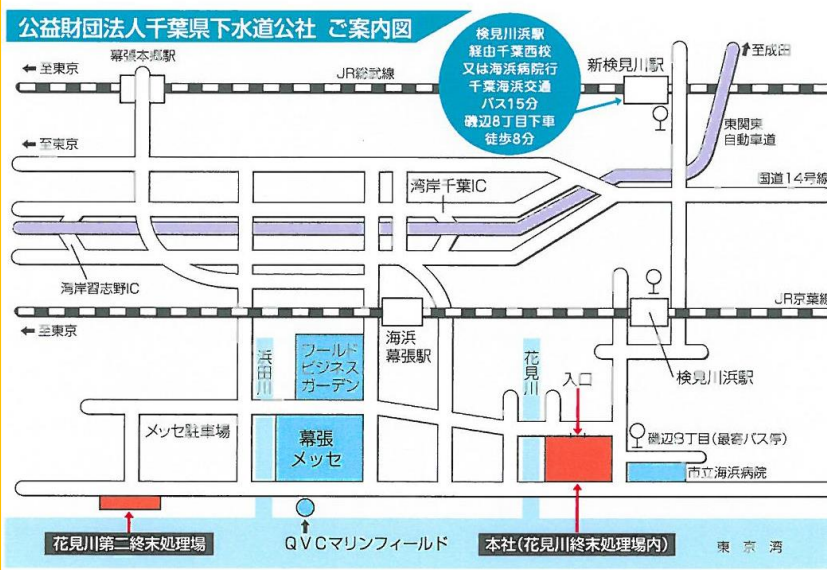 公益財団法人千葉県下水道公社 ご案内図
検見川浜駅
経由千葉西校
又は海浜病院行
千葉海浜交通
バス15分
磯辺8丁目下車
徒歩8分
幕張本郷駅
←至東京
JR総武線
新検見川駅
↑至成田
←至東京
東関東
自動車道
湾岸千葉IC
国道14号線
湾岸習志野IC
JR京葉線
←至東京
海浜
幕張駅
浜田川
ワールド
ビジネス
ガーデン
花見川
入口
検見川浜駅
メッセ駐車場
幕張
メッセ
磯辺8丁目(最寄バス停)
市立海浜病院
花見川第二終末処理場
QVCマリンフィールド
本社(花見川終末処理場内)
東京湾